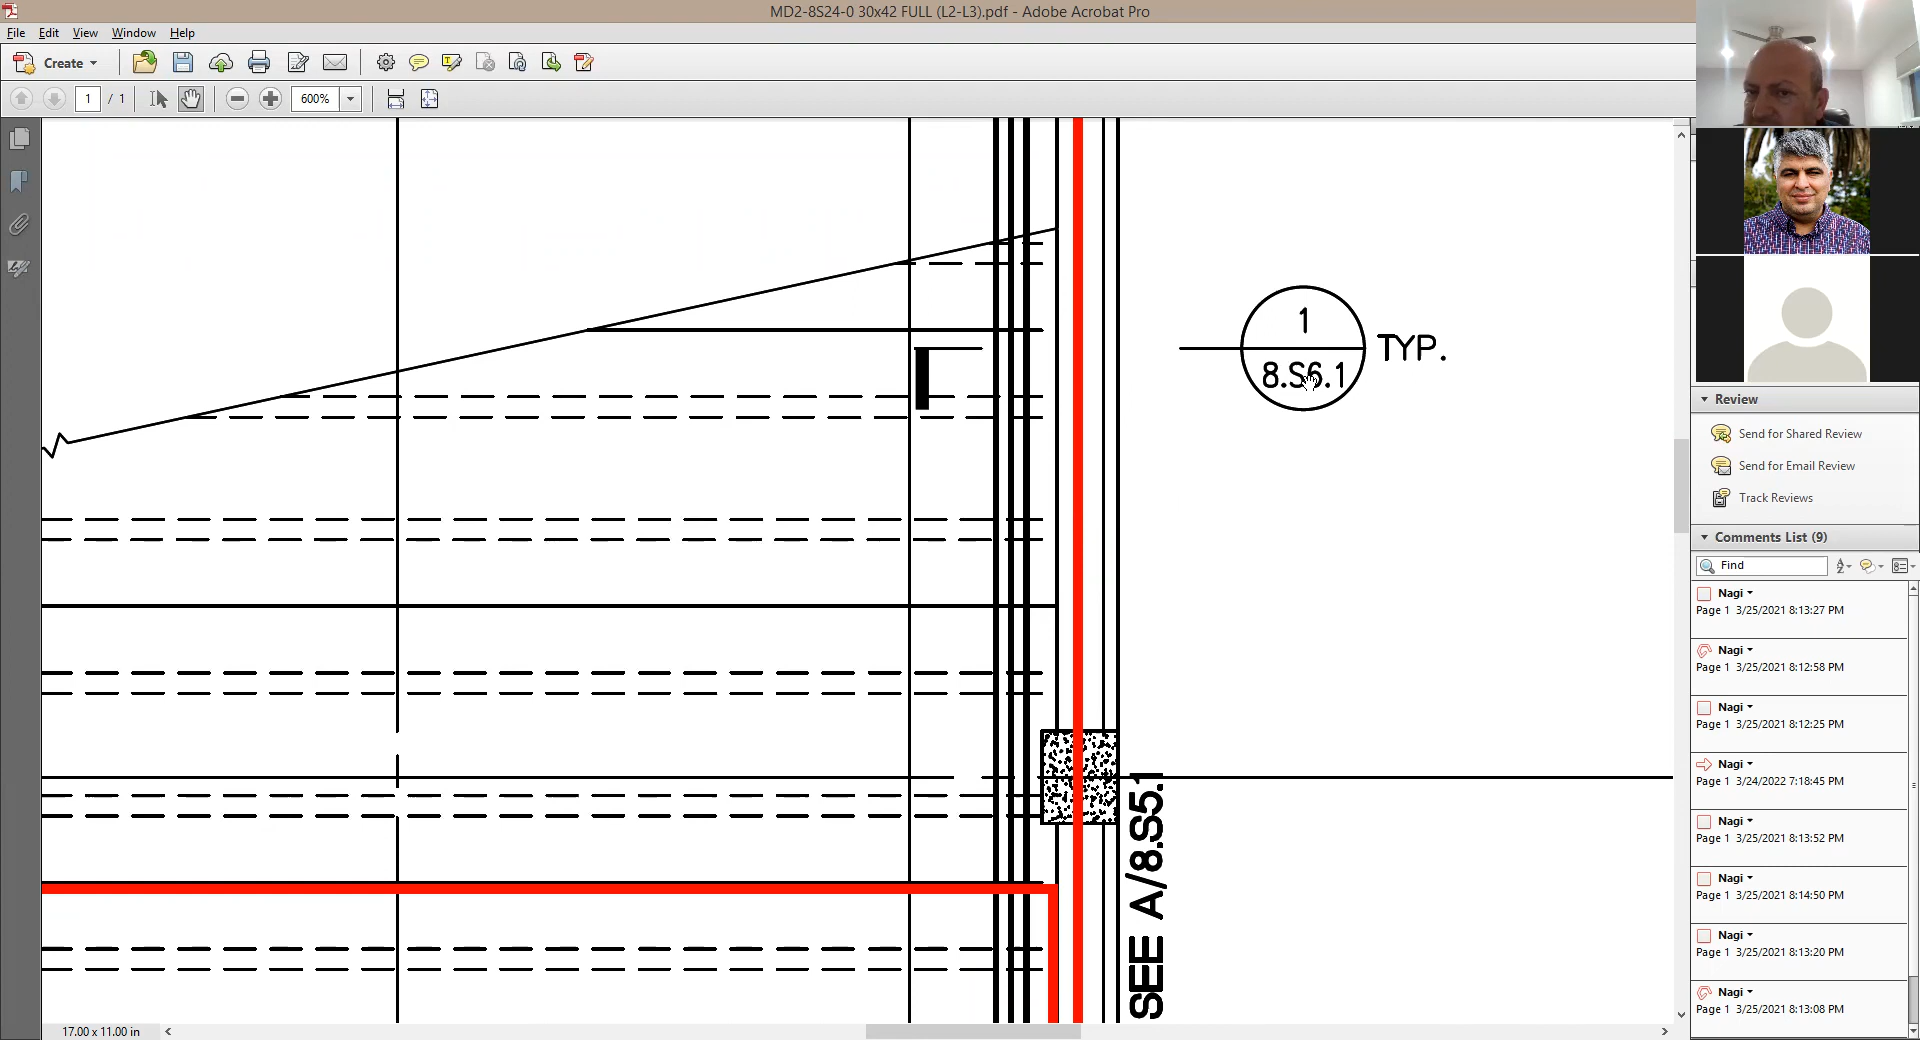 MD2-8S24-0 30x42 FULL (L2-L3).pdf - Adobe Acrobat Pro
File Edit View Window Help
Create
1 / 1 600%
1
8.S6.1
TYP.
SEE A/8.S5.1
17.00 x 11.00 in
Review
Send for Shared Review
Send for Email Review
Track Reviews
Comments List (9)
Find
Nagi
Page 1 3/25/2021 8:13:27 PM
Nagi
Page 1 3/25/2021 8:12:58 PM
Nagi
Page 1 3/25/2021 8:12:25 PM
Nagi
Page 1 3/24/2022 7:18:45 PM
Nagi
Page 1 3/25/2021 8:13:52 PM
Nagi
Page 1 3/25/2021 8:14:50 PM
Nagi
Page 1 3/25/2021 8:13:20 PM
Nagi
Page 1 3/25/2021 8:13:08 PM